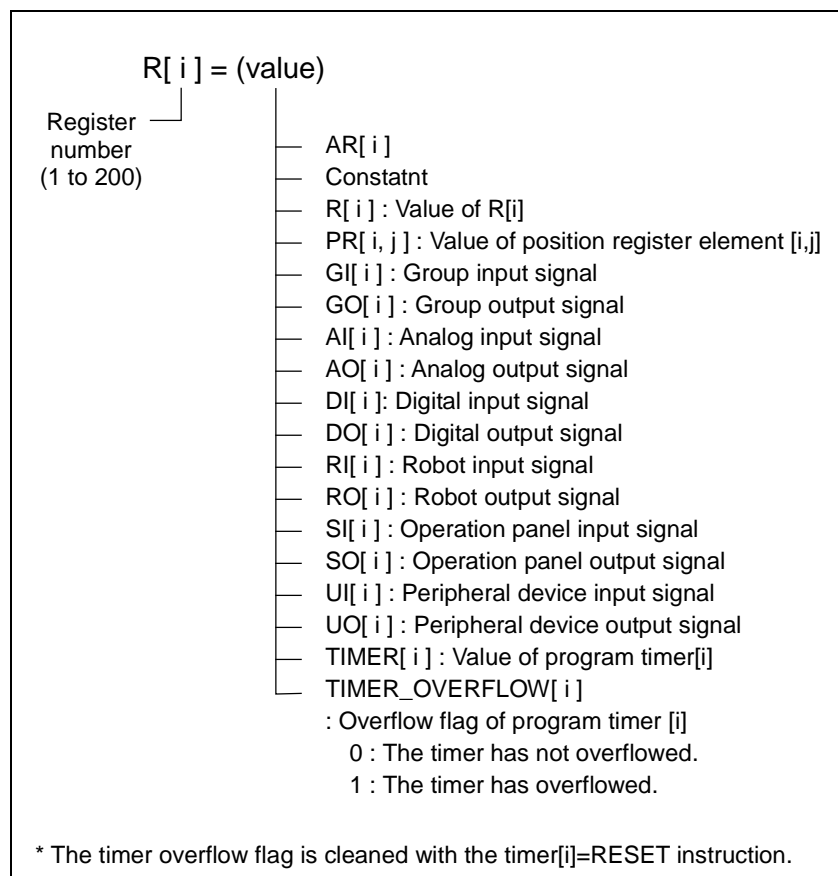 R[ i ] = (value)
Register
number
(1 to 200)
AR[ i ]
Constatnt
R[ i ] : Value of R[i]
PR[ i, j ] : Value of position register element [i,j]
GI[ i ] : Group input signal
GO[ i ] : Group output signal
AI[ i ] : Analog input signal
AO[ i ] : Analog output signal
DI[ i ]: Digital input signal
DO[ i ] : Digital output signal
RI[ i ] : Robot input signal
RO[ i ] : Robot output signal
SI[ i ] : Operation panel input signal
SO[ i ] : Operation panel output signal
UI[ i ] : Peripheral device input signal
UO[ i ] : Peripheral device output signal
TIMER[ i ] : Value of program timer[i]
TIMER_OVERFLOW[ i ]
: Overflow flag of program timer [i]
0 : The timer has not overflowed.
1 : The timer has overflowed.
* The timer overflow flag is cleaned with the timer[i]=RESET instruction.